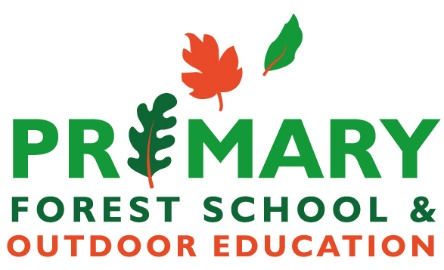 PRIMARY
FOREST SCHOOL &
OUTDOOR EDUCATION